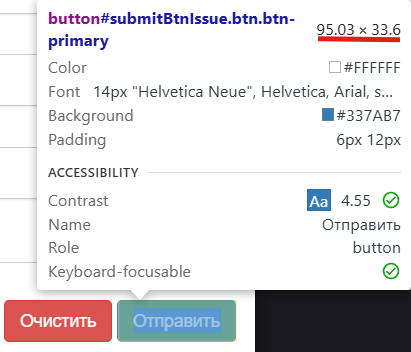 button#submitBtnIssue.btn.btn-
primary 95.03 × 33.6
Color #FFFFFF
Font 14px "Helvetica Neue", Helvetica, Arial, s...
Background #337AB7
Padding 6px 12px
ACCESSIBILITY
Contrast Aa 4.55
Name Отправить
Role button
Keyboard-focusable
Очистить Отправить